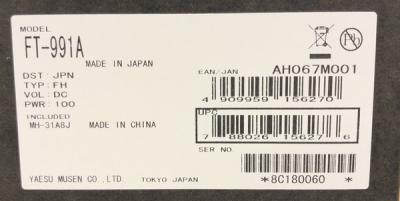 MODEL
FT-991A
MADE IN JAPAN
DST: JPN
TYP: FH
VOL: DC
PWR: 100
INCLUDED
MH-31A8J MADE IN CHINA
YAESU MUSEN CO.,LTD. TOKYO JAPAN
Pb
EAN/JAN AH067M001
4 909959 156270
UPC
7 88026 15627 6
SER NO.
*8C180060 *